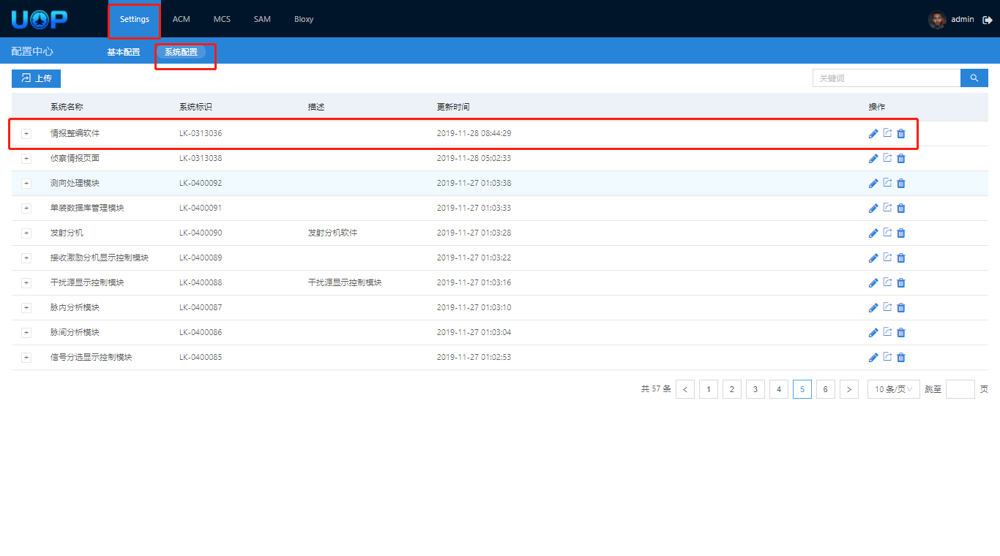 UOP Settings ACM MCS SAM Bloxy admin
配置中心 基本配置 系统配置
上传 关键词
系统名称 系统标识 描述 更新时间 操作
+ 情报整编软件 LK-0313036 2019-11-28 08:44:29
+ 侦察情报页面 LK-0313038 2019-11-28 05:02:33
+ 测向处理模块 LK-0400092 2019-11-27 01:03:38
+ 单装数据库管理模块 LK-0400091 2019-11-27 01:03:33
+ 发射分机 LK-0400090 发射分机软件 2019-11-27 01:03:28
+ 接收激励分机显示控制模块 LK-0400089 2019-11-27 01:03:22
+ 干扰源显示控制模块 LK-0400088 干扰源显示控制模块 2019-11-27 01:03:16
+ 脉内分析模块 LK-0400087 2019-11-27 01:03:10
+ 脉间分析模块 LK-0400086 2019-11-27 01:03:04
+ 信号分选显示控制模块 LK-0400085 2019-11-27 01:02:53
共 57 条 < 1 2 3 4 5 6 > 10 条/页 跳至 页